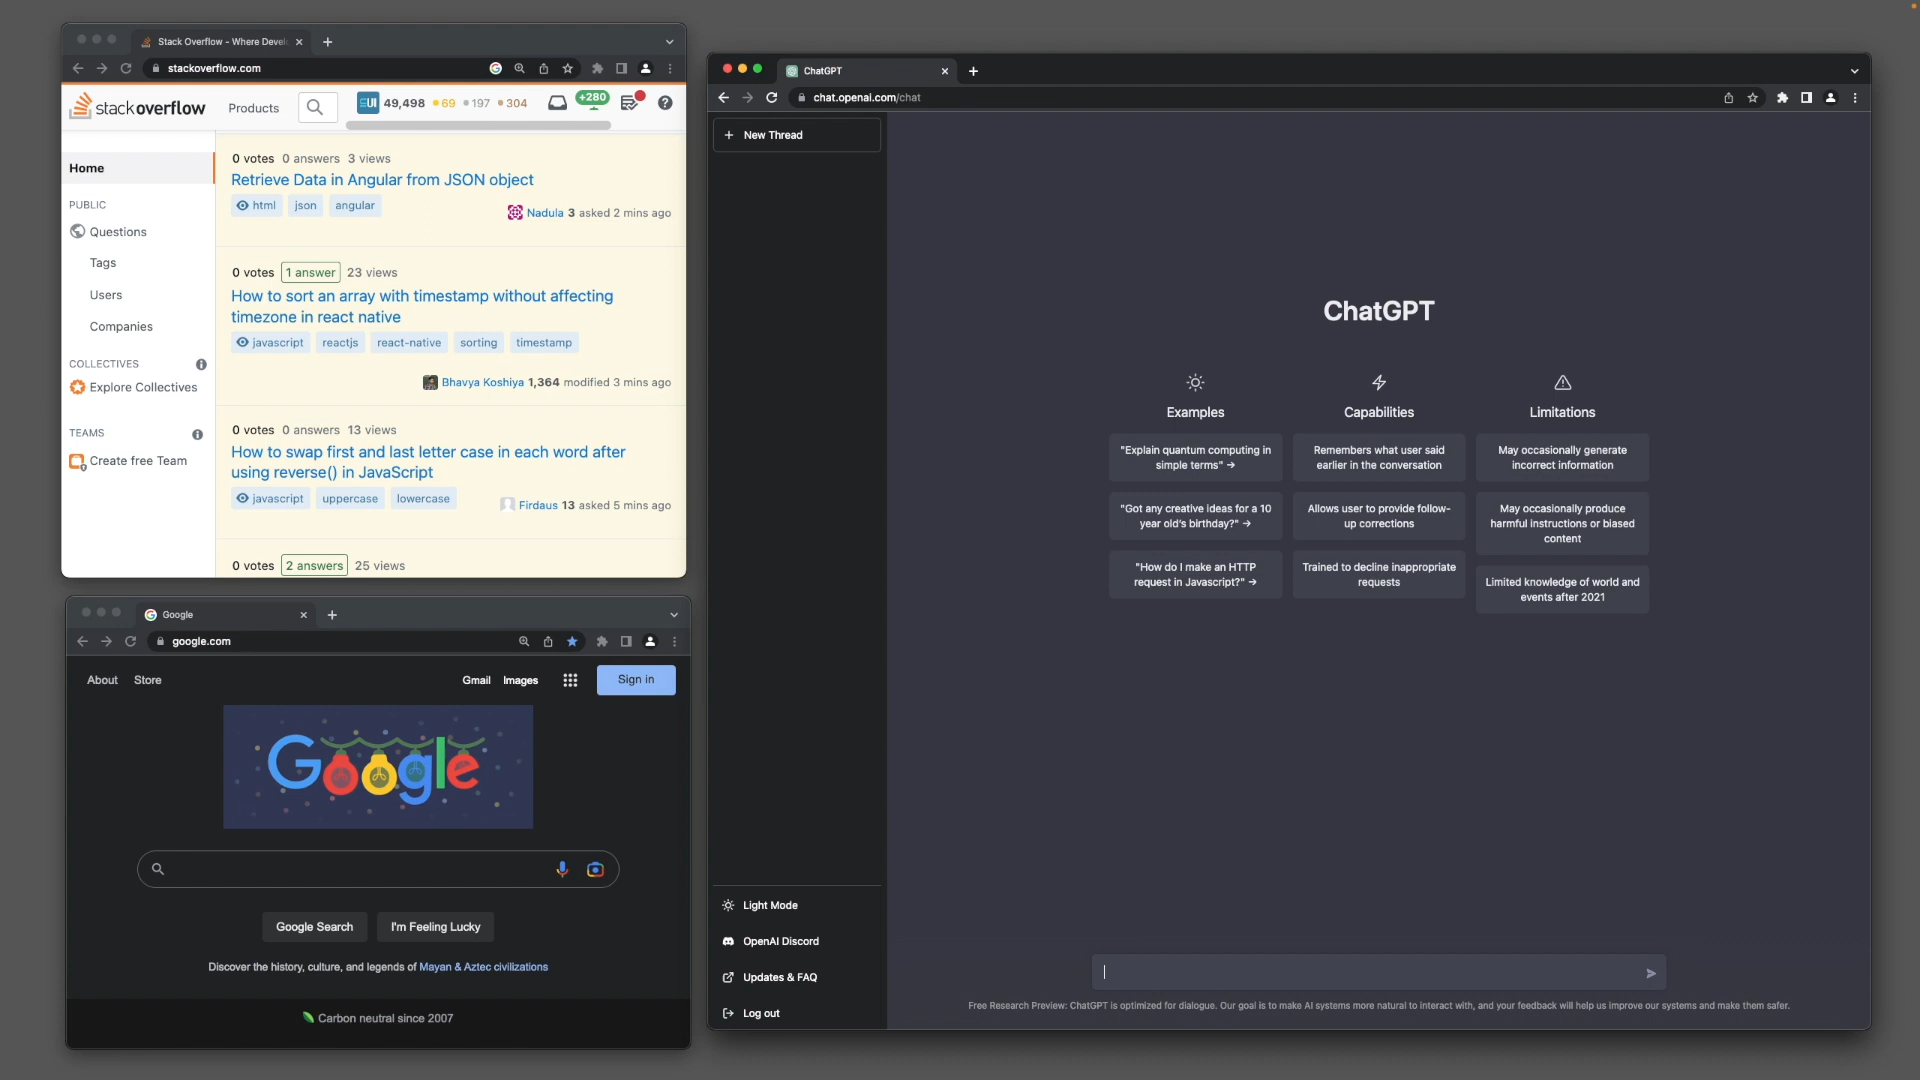 Stack Overflow - Where Devel
stackoverflow.com
stackoverflow
Products
49,498
69
197
304
+280
Home
PUBLIC
Questions
Tags
Users
Companies
COLLECTIVES
Explore Collectives
TEAMS
Create free Team
0 votes 0 answers 3 views
Retrieve Data in Angular from JSON object
html json angular
Nadula 3 asked 2 mins ago
0 votes 1 answer 23 views
How to sort an array with timestamp without affecting
timezone in react native
javascript reactjs react-native sorting timestamp
Bhavya Koshiya 1,364 modified 3 mins ago
0 votes 0 answers 13 views
How to swap first and last letter case in each word after
using reverse() in JavaScript
javascript uppercase lowercase
Firdaus 13 asked 5 mins ago
0 votes 2 answers 25 views
Google
google.com
About Store
Gmail Images
Sign in
Google
Google Search
I'm Feeling Lucky
Discover the history, culture, and legends of Mayan & Aztec civilizations
Carbon neutral since 2007
ChatGPT
chat.openai.com/chat
New Thread
Light Mode
OpenAI Discord
Updates & FAQ
Log out
ChatGPT
Examples
"Explain quantum computing in
simple terms" →
"Got any creative ideas for a 10
year old's birthday?" →
"How do I make an HTTP
request in Javascript?" →
Capabilities
Remembers what user said
earlier in the conversation
Allows user to provide follow-
up corrections
Trained to decline inappropriate
requests
Limitations
May occasionally generate
incorrect information
May occasionally produce
harmful instructions or biased
content
Limited knowledge of world and
events after 2021
Free Research Preview: ChatGPT is optimized for dialogue. Our goal is to make AI systems more natural to interact with, and your feedback will help us improve our systems and make them safer.